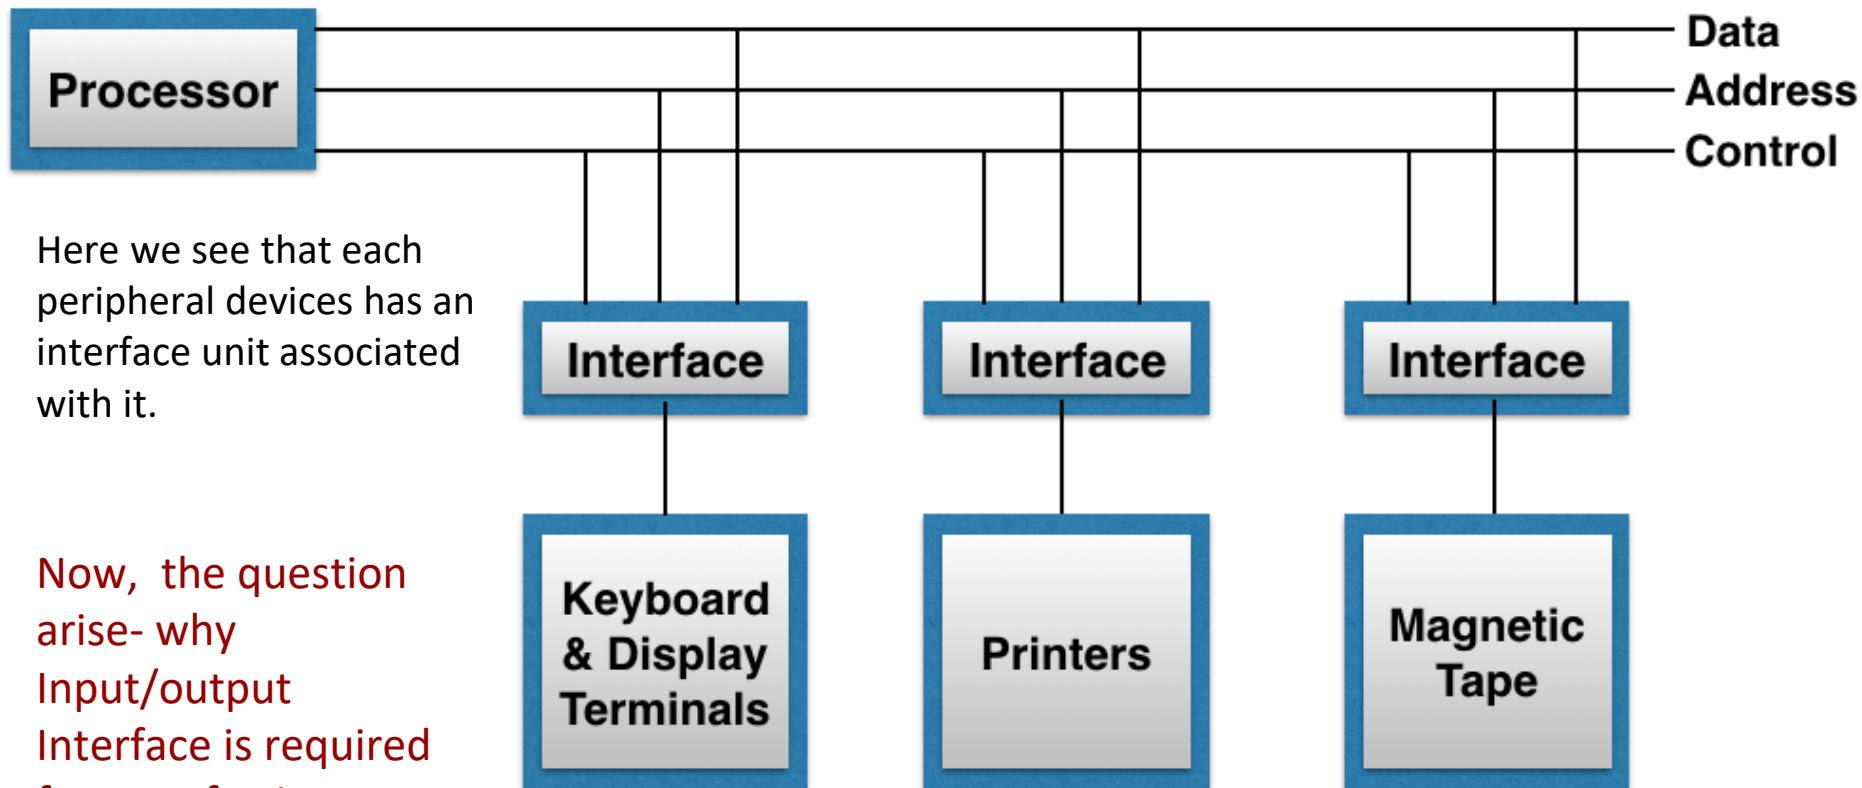 Processor
Data
Address
Control
Here we see that each
peripheral devices has an
interface unit associated
with it.
Interface
Interface
Interface
Now, the question
arise- why
Input/output
Interface is required
Keyboard
& Display
Terminals
Printers
Magnetic
Tape